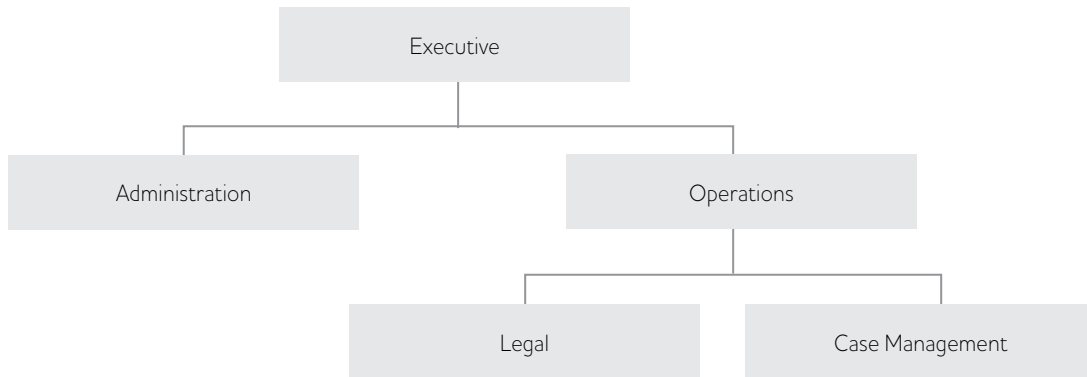 Executive
Administration
Operations
Legal
Case Management